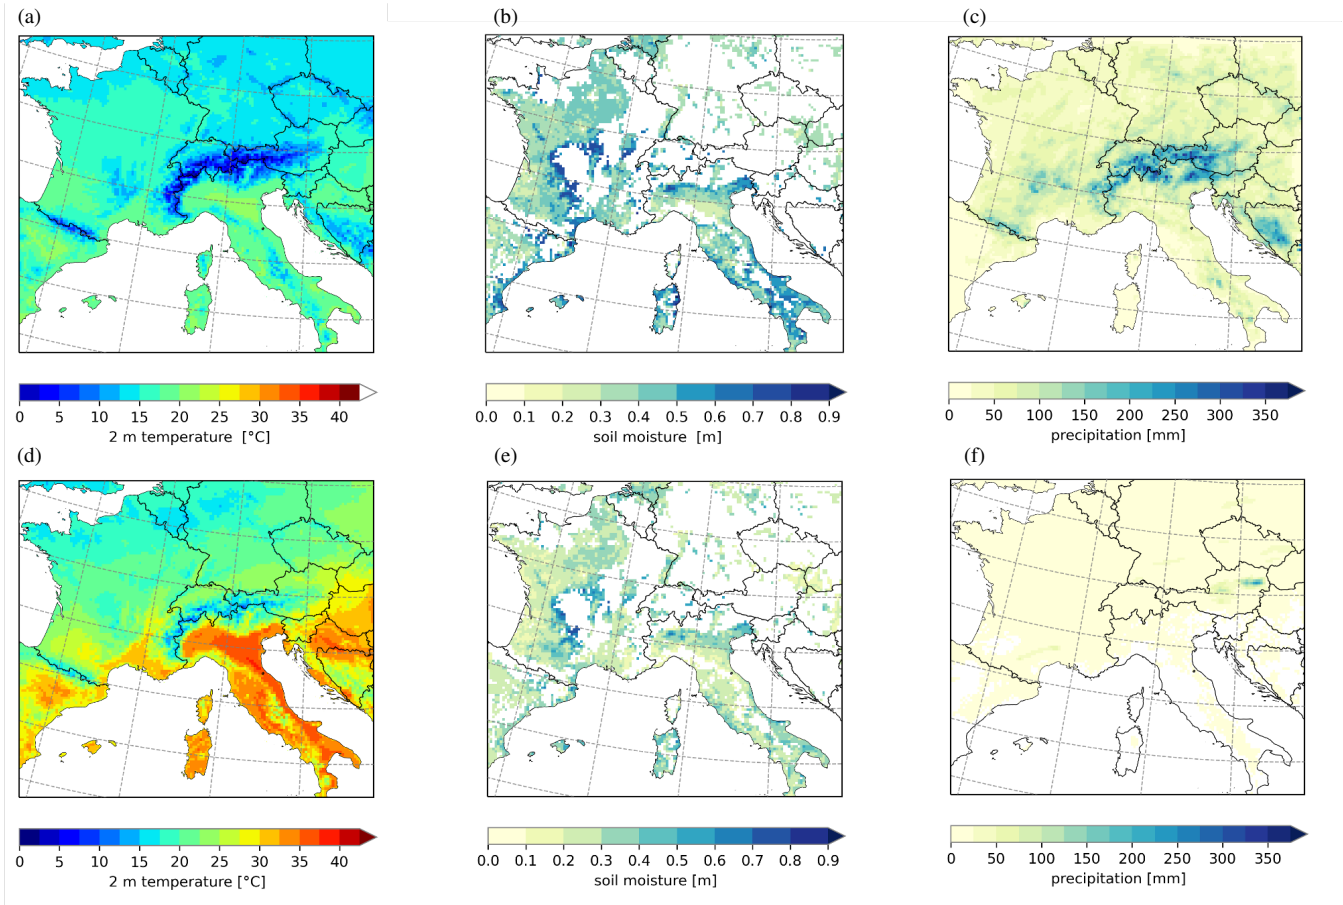 (a) (b) (c)
0 5 10 15 20 25 30 35 40
2 m temperature [°C]
0.0 0.1 0.2 0.3 0.4 0.5 0.6 0.7 0.8 0.9
soil moisture [m]
0 50 100 150 200 250 300 350
precipitation [mm]
(d) (e) (f)
0 5 10 15 20 25 30 35 40
2 m temperature [°C]
0.0 0.1 0.2 0.3 0.4 0.5 0.6 0.7 0.8 0.9
soil moisture [m]
0 50 100 150 200 250 300 350
precipitation [mm]